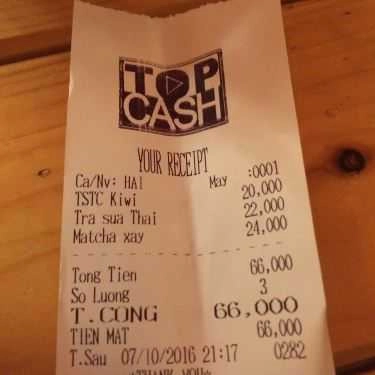 TOP
CASH
YOUR RECEIPT
Ca/Nv: HAI May :0001
TSTC Kiwi 20,000
Tra sua Thai 22,000
Matcha xay 24,000
Tong Tien 66,000
So Luong 3
T.CONG 66,000
TIEN MAT 66,000
T.Sau 07/10/2016 21:17 0282
*THANK YOU*